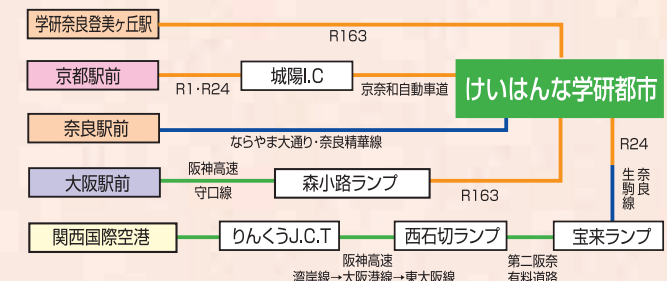 学研奈良登美ヶ丘駅
R163
京都駅前
R1・R24
城陽I.C
京奈和自動車道
けいはんな学研都市
奈良駅前
ならやま大通り・奈良精華線
R24
奈良
生駒線
大阪駅前
阪神高速
守口線
森小路ランプ
R163
関西国際空港
りんくうJ.C.T
阪神高速
湾岸線→大阪港線→東大阪線
西石切ランプ
第二阪奈
有料道路
宝来ランプ